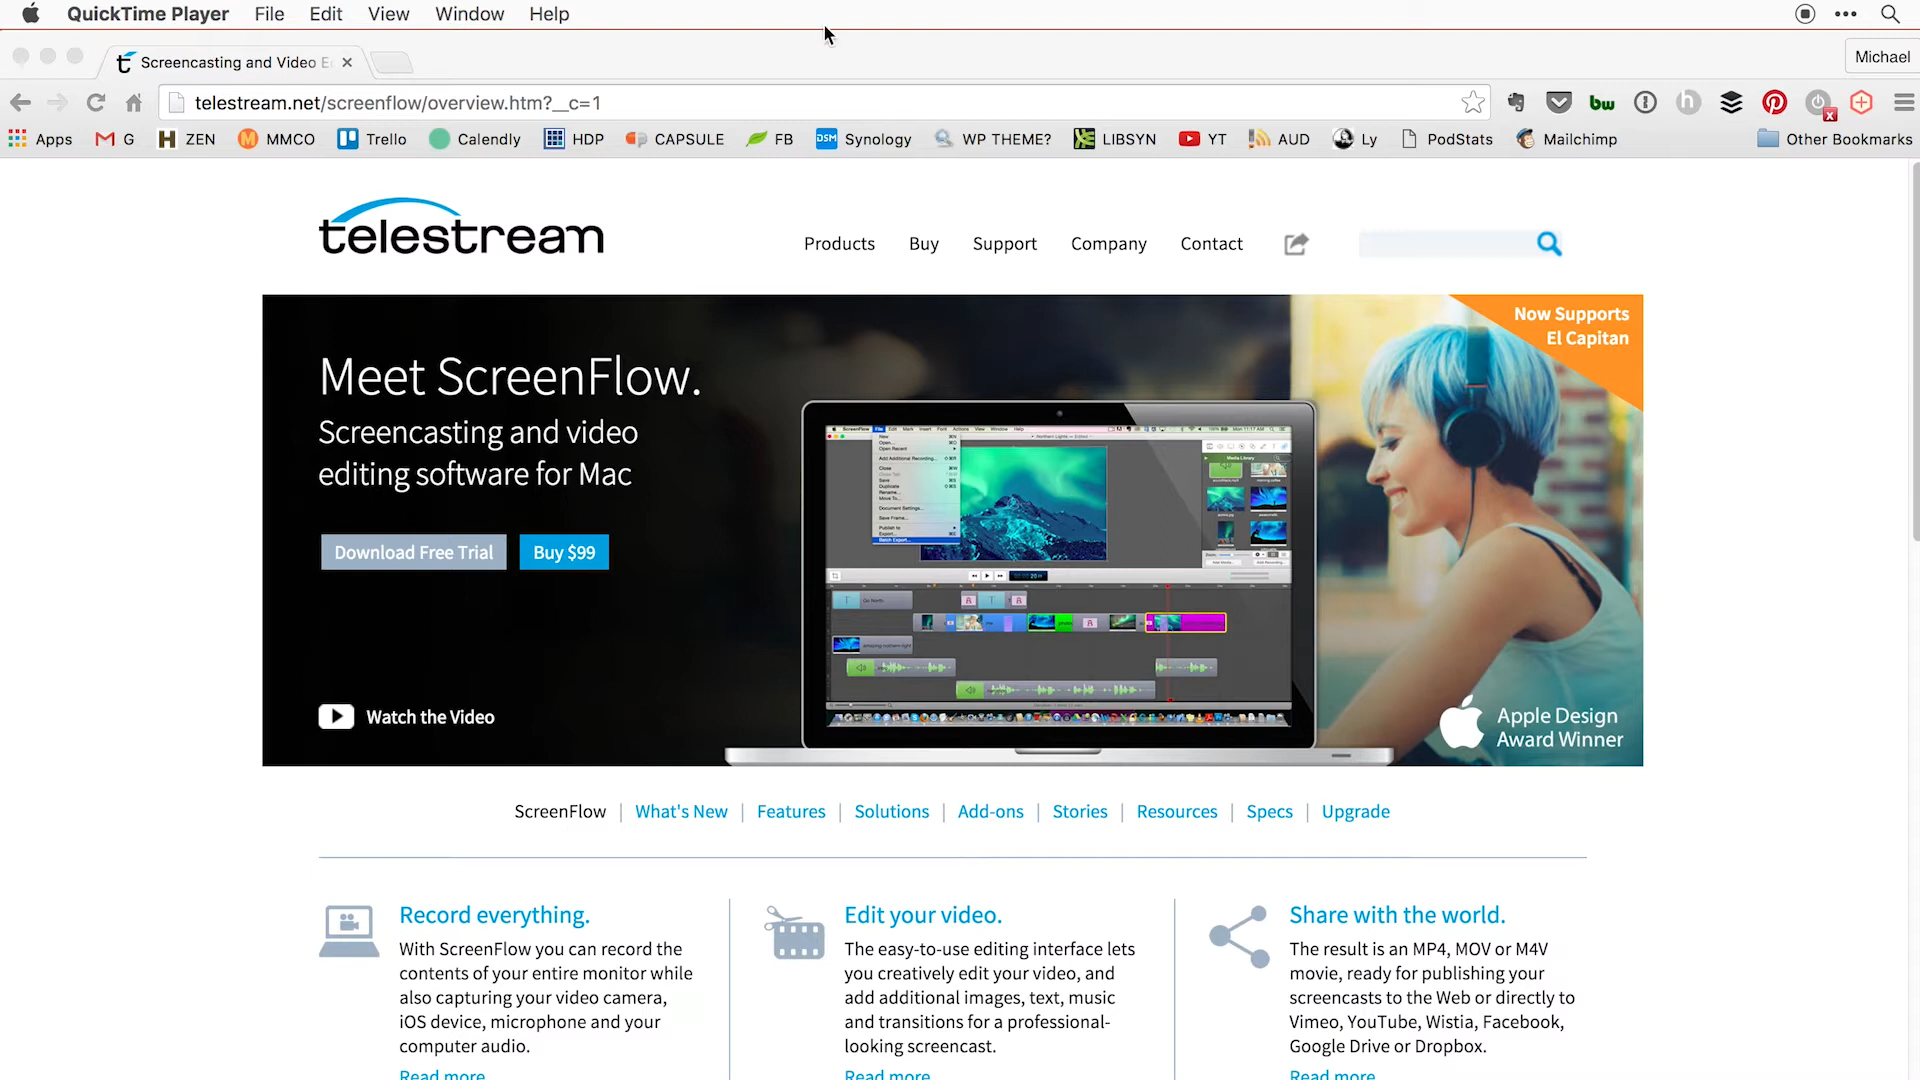 QuickTime Player File Edit View Window Help
Screencasting and Video E
Michael
telestream.net/screenflow/overview.htm?__c=1
Apps G ZEN MMCO Trello Calendly HDP CAPSULE FB DSM Synology WP THEME? LIBSYN YT AUD Ly PodStats Mailchimp Other Bookmarks
telestream
Products Buy Support Company Contact
Now Supports
El Capitan
Meet ScreenFlow.
Screencasting and video
editing software for Mac
Download Free Trial Buy $99
Watch the Video
Apple Design
Award Winner
ScreenFlow | What's New | Features | Solutions | Add-ons | Stories | Resources | Specs | Upgrade
Record everything.
With ScreenFlow you can record the
contents of your entire monitor while
also capturing your video camera,
iOS device, microphone and your
computer audio.
Read more
Edit your video.
The easy-to-use editing interface lets
you creatively edit your video, and
add additional images, text, music
and transitions for a professional-
looking screencast.
Read more
Share with the world.
The result is an MP4, MOV or M4V
movie, ready for publishing your
screencasts to the Web or directly to
Vimeo, YouTube, Wistia, Facebook,
Google Drive or Dropbox.
Read more